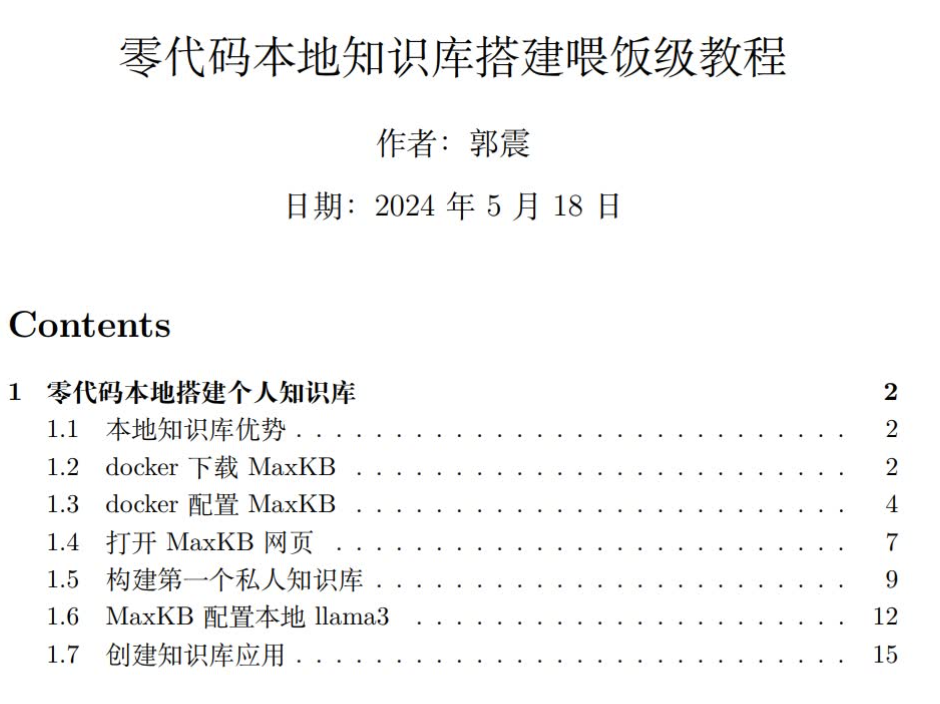 零代码本地知识库搭建喂饭级教程
作者：郭震
日期：2024 年 5 月 18 日
Contents
1 零代码本地搭建个人知识库 2
1.1 本地知识库优势 . . . . . . . . . . . . . . . . . . . . . . . . . . . . 2
1.2 docker 下载 MaxKB . . . . . . . . . . . . . . . . . . . . . . . . . 2
1.3 docker 配置 MaxKB . . . . . . . . . . . . . . . . . . . . . . . . . 4
1.4 打开 MaxKB 网页 . . . . . . . . . . . . . . . . . . . . . . . . . . 7
1.5 构建第一个私人知识库 . . . . . . . . . . . . . . . . . . . . . . . . 9
1.6 MaxKB 配置本地 llama3 . . . . . . . . . . . . . . . . . . . . . . 12
1.7 创建知识库应用 . . . . . . . . . . . . . . . . . . . . . . . . . . . . 15